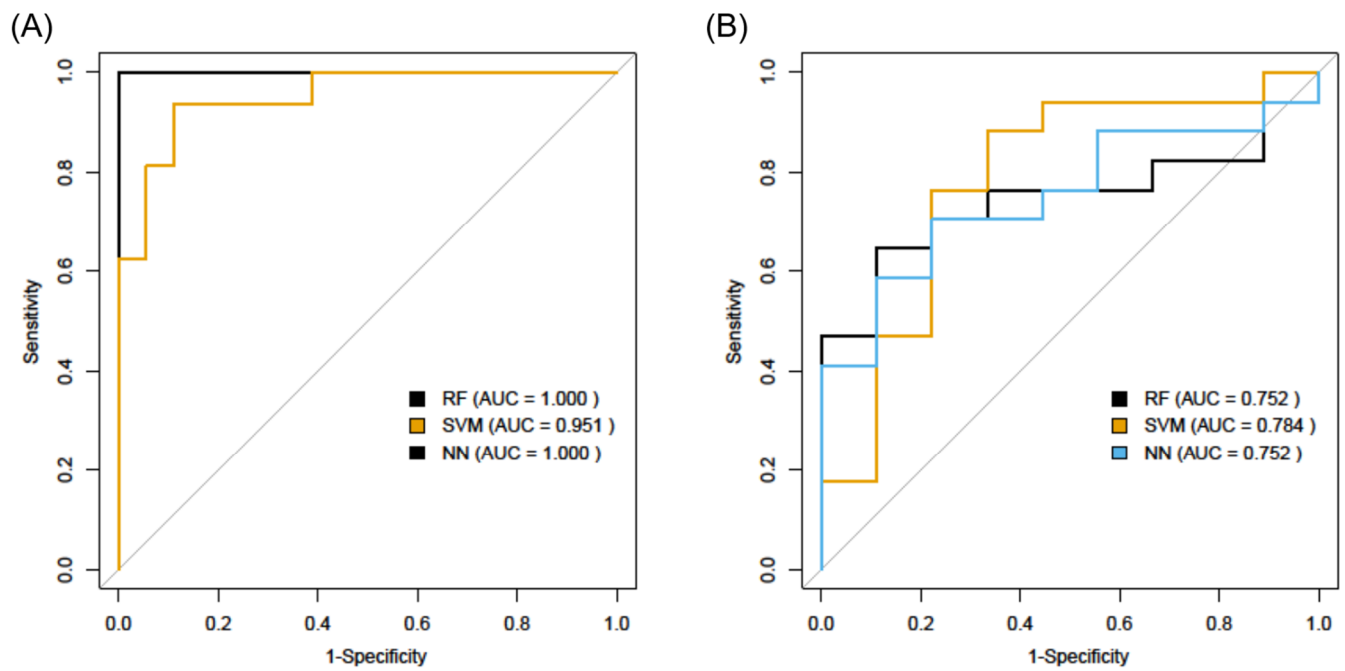 (A)
1.0
0.8
0.6
0.4
0.2
0.0
Sensitivity
RF (AUC = 1.000 )
SVM (AUC = 0.951 )
NN (AUC = 1.000 )
0.0 0.2 0.4 0.6 0.8 1.0
1-Specificity
(B)
1.0
0.8
0.6
0.4
0.2
0.0
Sensitivity
RF (AUC = 0.752 )
SVM (AUC = 0.784 )
NN (AUC = 0.752 )
0.0 0.2 0.4 0.6 0.8 1.0
1-Specificity